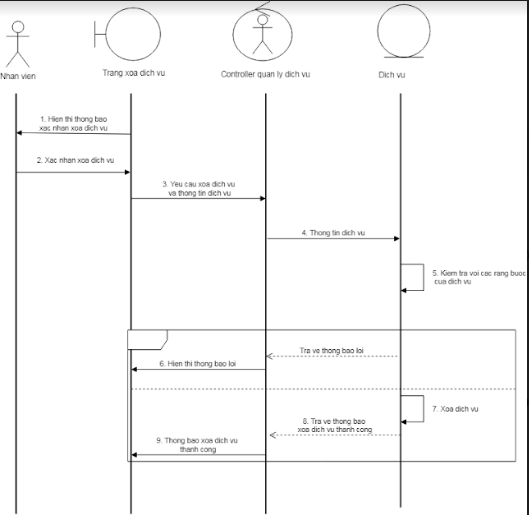 Nhan vien
Trang xoa dich vu
Controller quan ly dich vu
Dich vu
1. Hien thi thong bao
xac nhan xoa dich vu
2. Xac nhan xoa dich vu
3. Yeu cau xoa dich vu
va thong tin dich vu
4. Thong tin dich vu
5. Kiem tra voi cac rang buoc
cua dich vu
Tra ve thong bao loi
6. Hien thi thong bao loi
7. Xoa dich vu
8. Tra ve thong bao
xoa dich vu thanh cong
9. Thong bao xoa dich vu
thanh cong